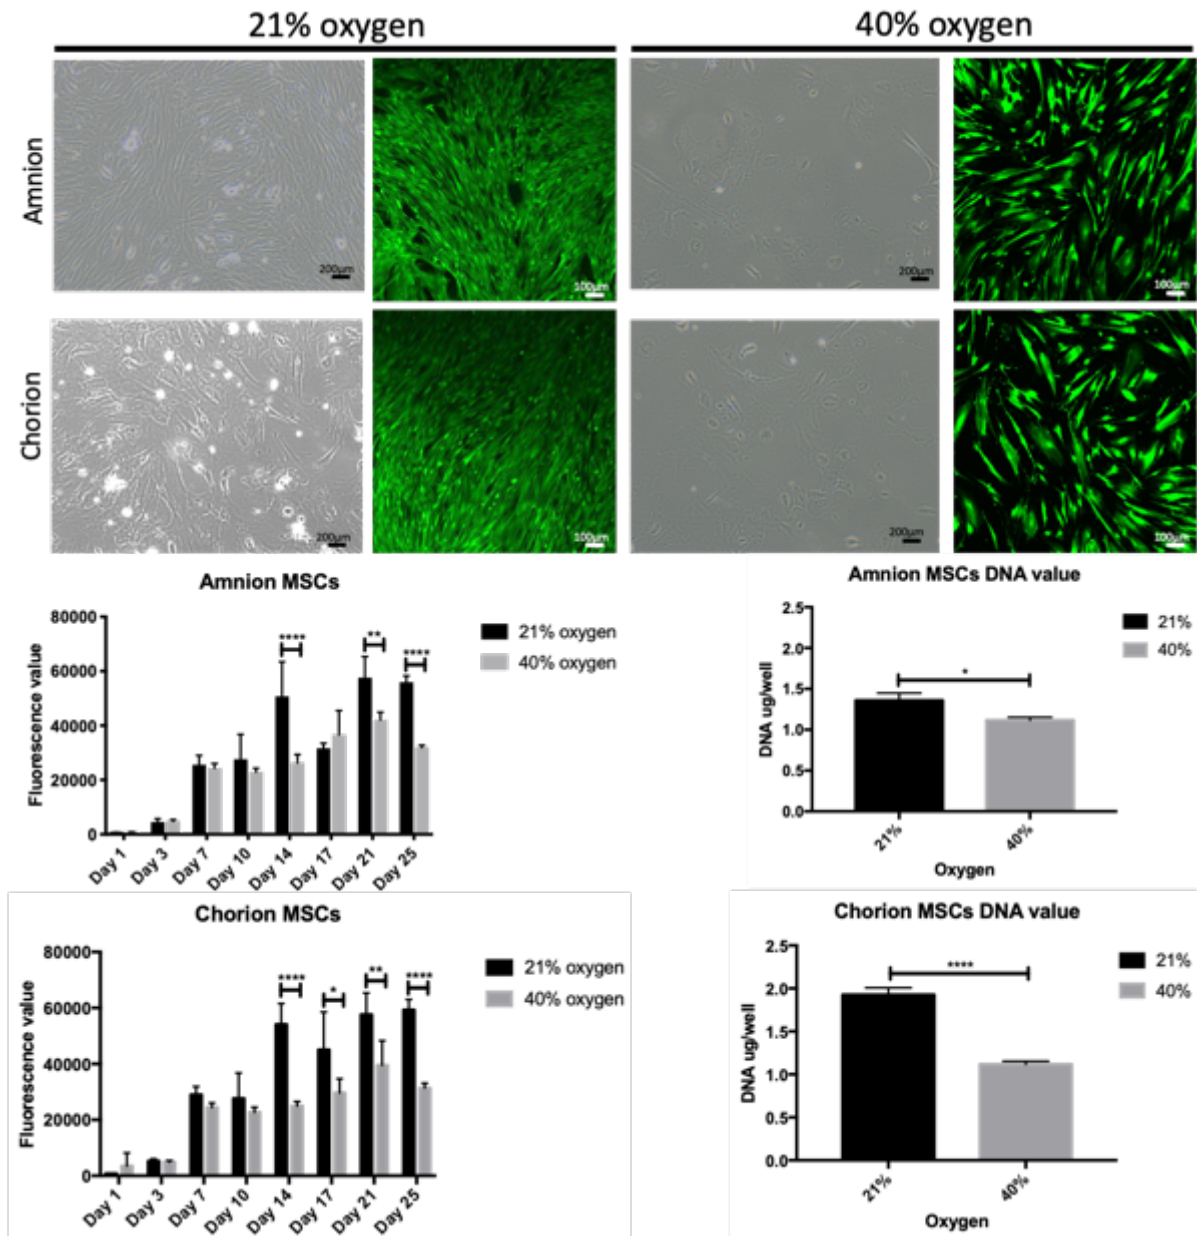 21% oxygen
40% oxygen
Amnion
200µm
100µm
200µm
100µm
Chorion
200µm
100µm
200µm
100µm
Amnion MSCs
Fluorescence value
80000
60000
40000
20000
0
****
**
****
21% oxygen
40% oxygen
Day 1
Day 3
Day 7
Day 10
Day 14
Day 17
Day 21
Day 25
Amnion MSCs DNA value
DNA ug/well
2.5
2.0
1.5
1.0
0.5
0.0
*
21%
40%
21%
40%
Oxygen
Chorion MSCs
Fluorescence value
80000
60000
40000
20000
0
****
*
**
****
21% oxygen
40% oxygen
Day 1
Day 3
Day 7
Day 10
Day 14
Day 17
Day 21
Day 25
Chorion MSCs DNA value
DNA ug/well
2.5
2.0
1.5
1.0
0.5
0.0
****
21%
40%
21%
40%
Oxygen